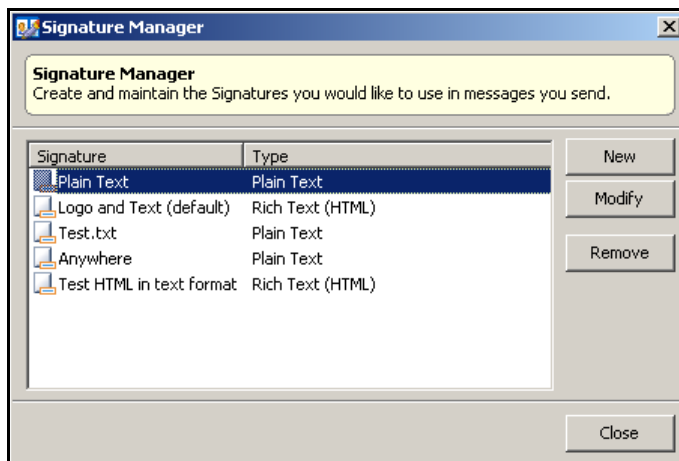 Signature Manager
Signature Manager
Create and maintain the Signatures you would like to use in messages you send.
Signature Type
Plain Text Plain Text
Logo and Text (default) Rich Text (HTML)
Test.txt Plain Text
Anywhere Plain Text
Test HTML in text format Rich Text (HTML)
New
Modify
Remove
Close